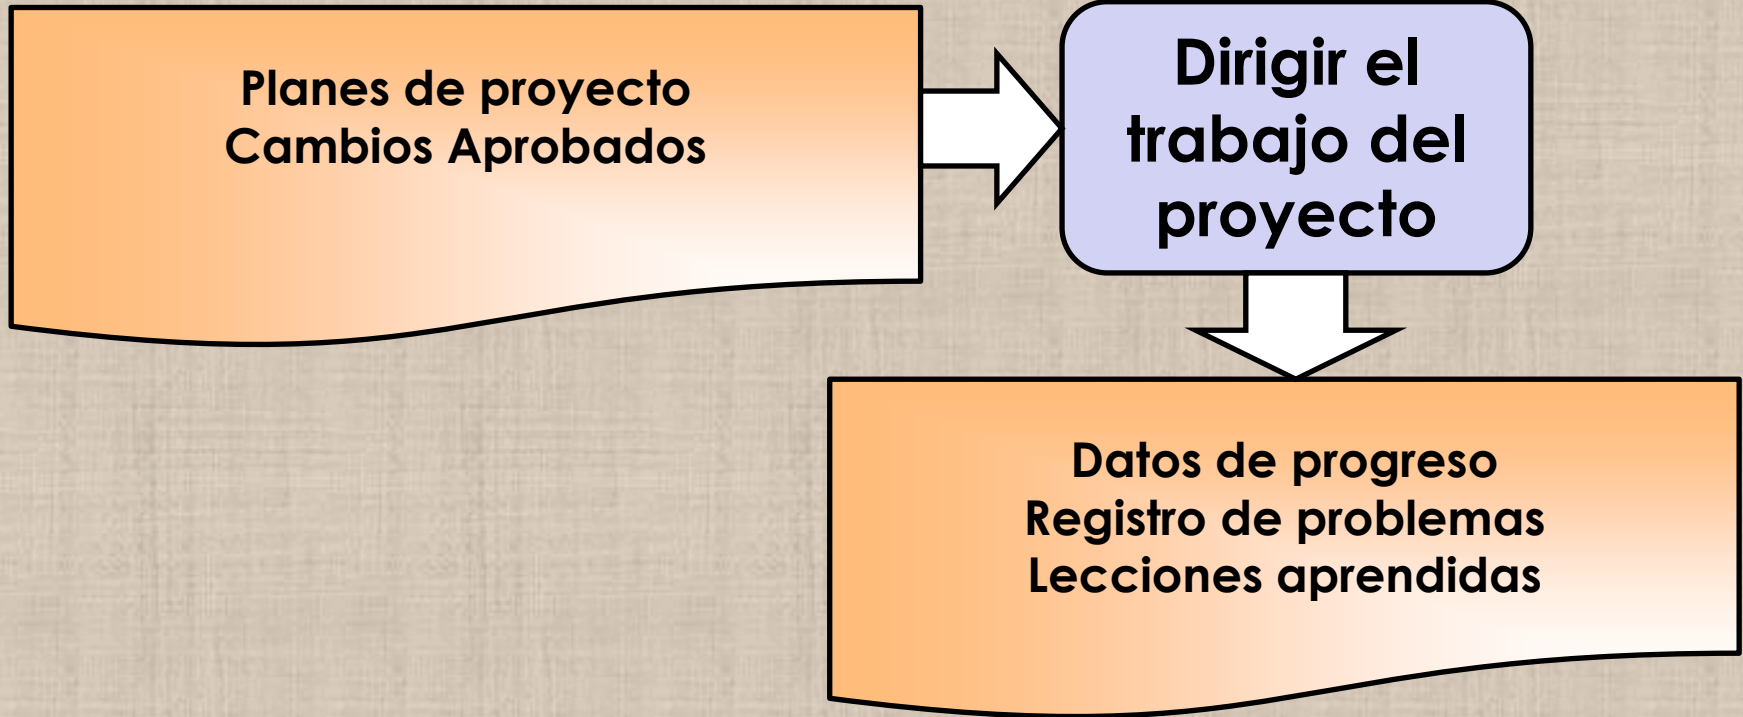 Planes de proyecto
Cambios Aprobados
Dirigir el
trabajo del
proyecto
Datos de progreso
Registro de problemas
Lecciones aprendidas